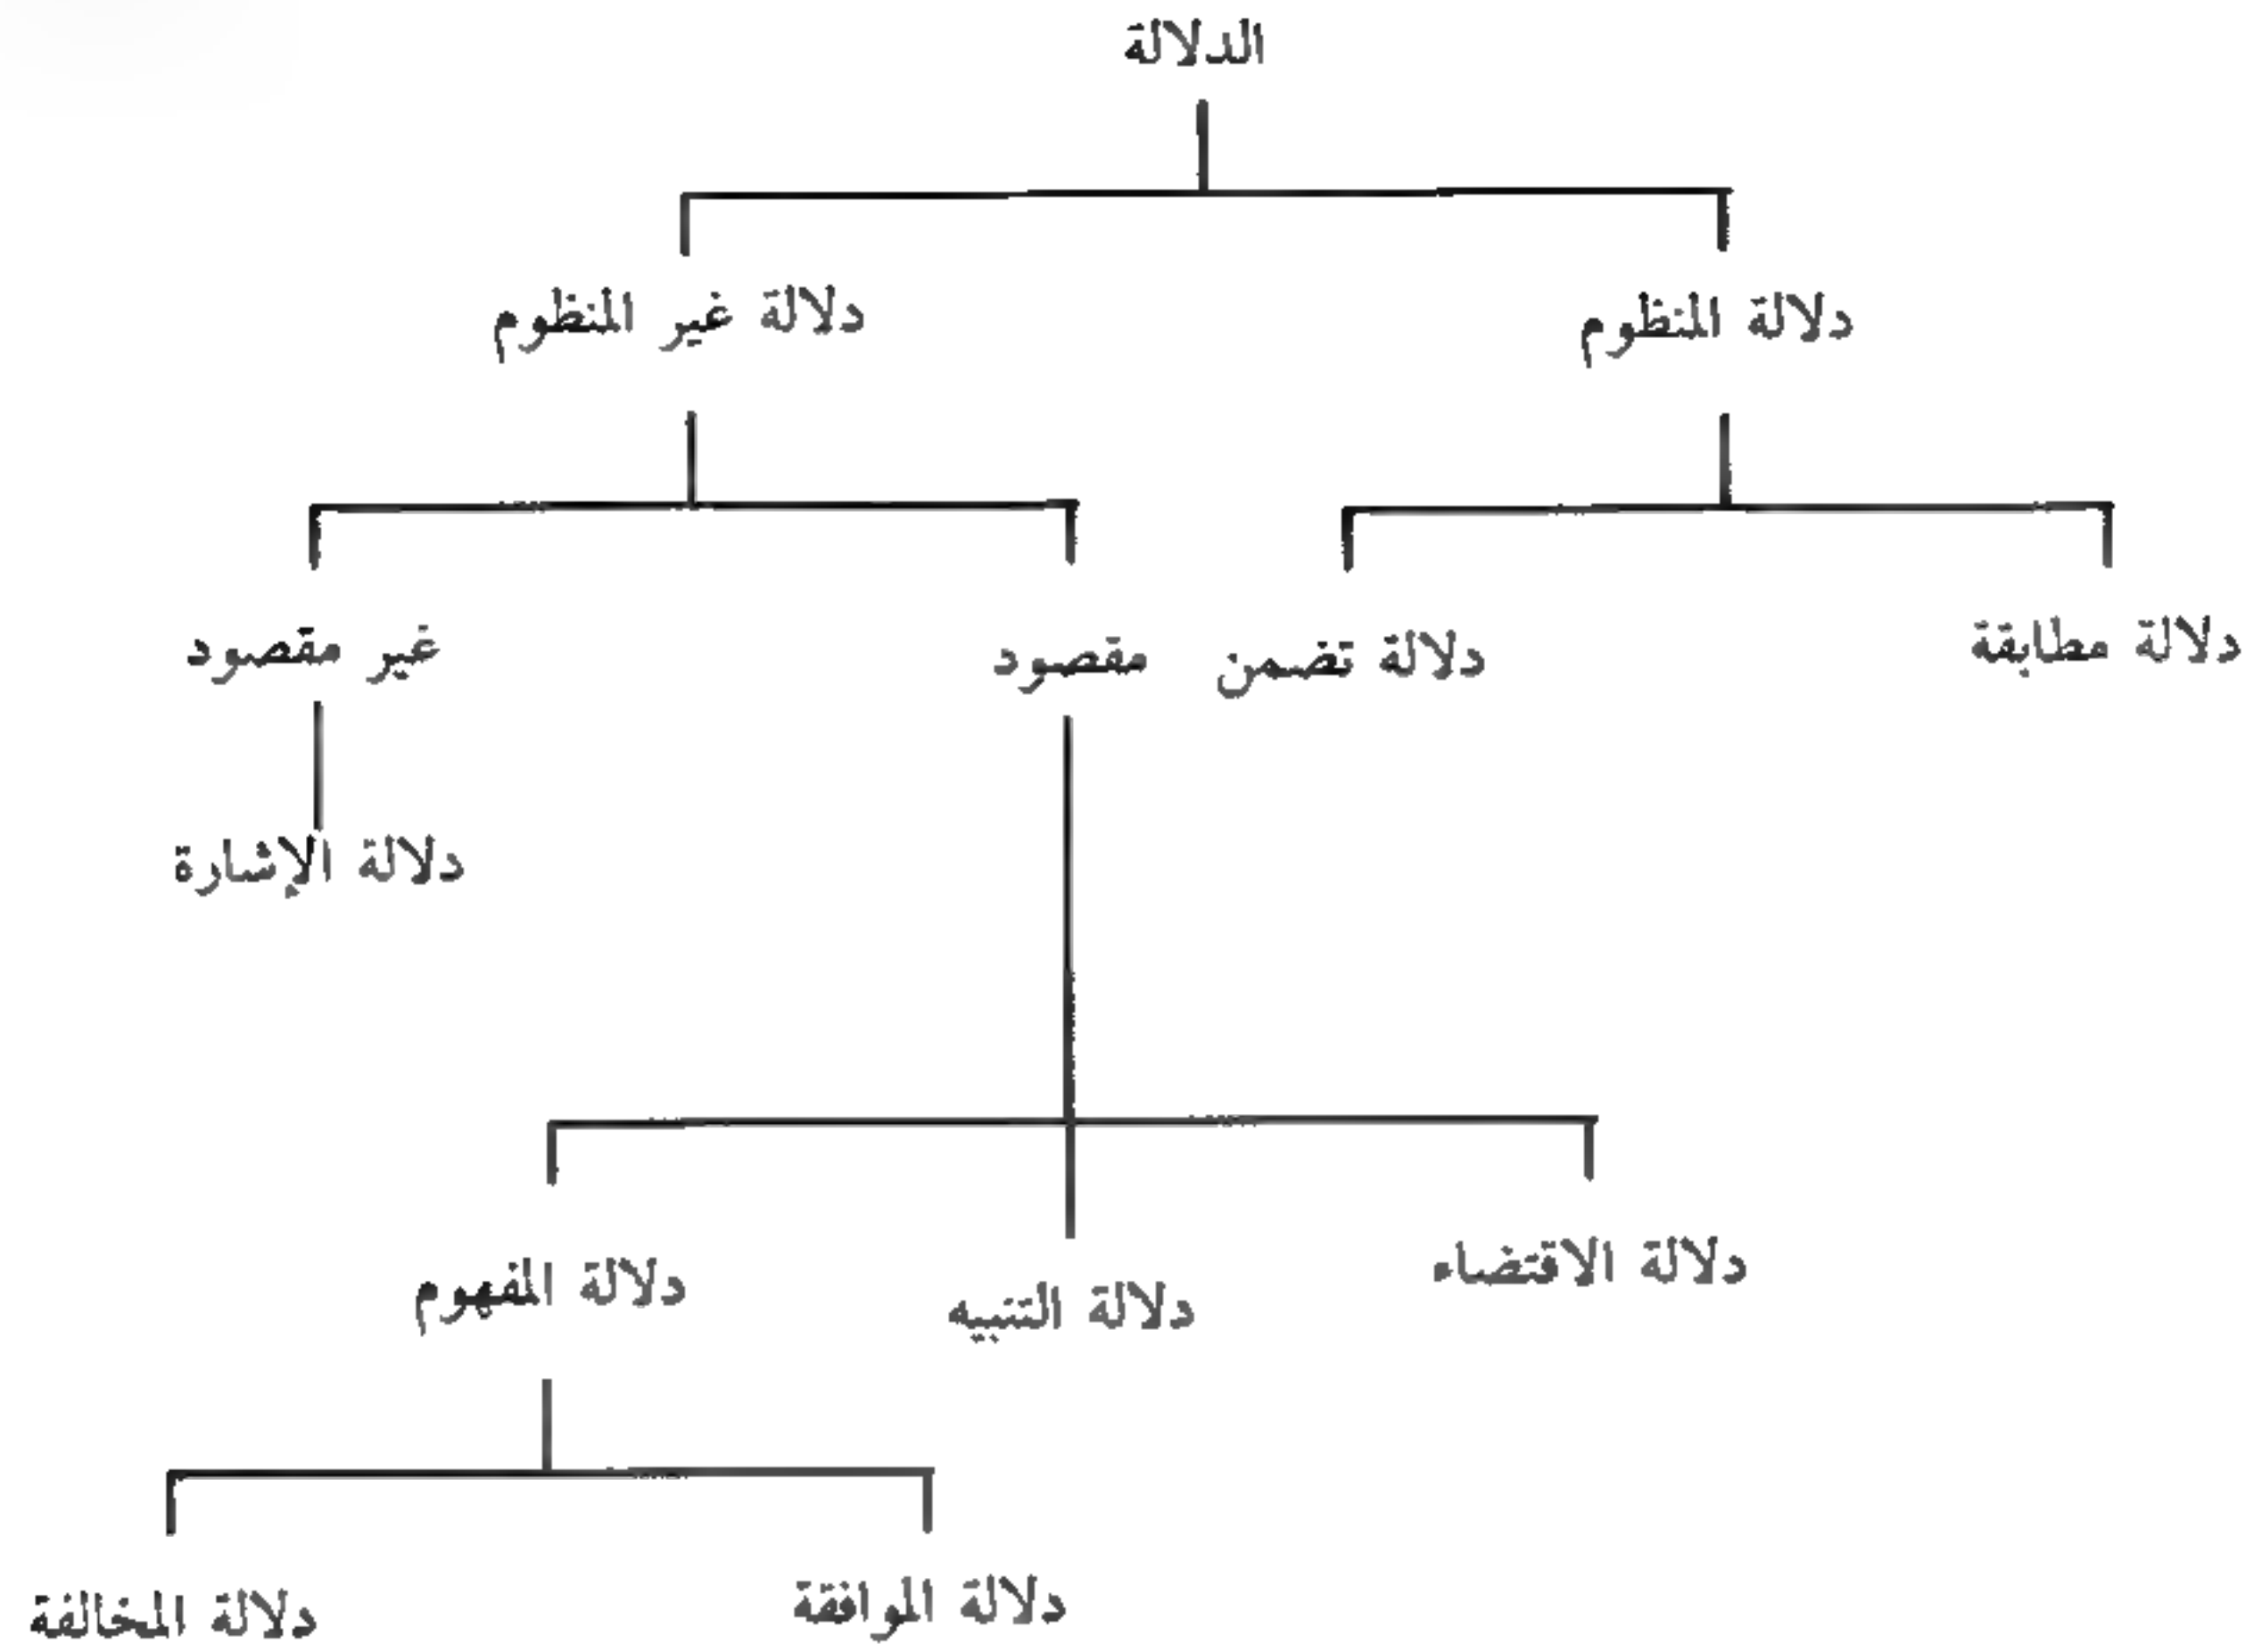 الدلالة
دلالة المنظوم
دلالة غير المنظوم
دلالة مطابقة
دلالة تضمن
مقصود
غير مقصود
دلالة الإشارة
دلالة الاقتضاء
دلالة التنبيه
دلالة المفهوم
دلالة الموافقة
دلالة المخالفة